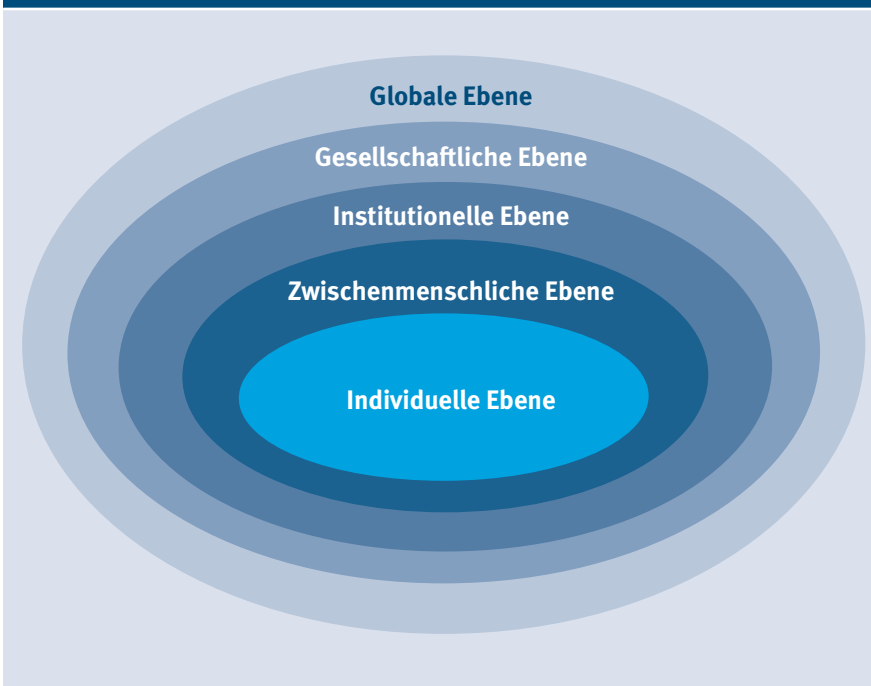 Globale Ebene
Gesellschaftliche Ebene
Institutionelle Ebene
Zwischenmenschliche Ebene
Individuelle Ebene